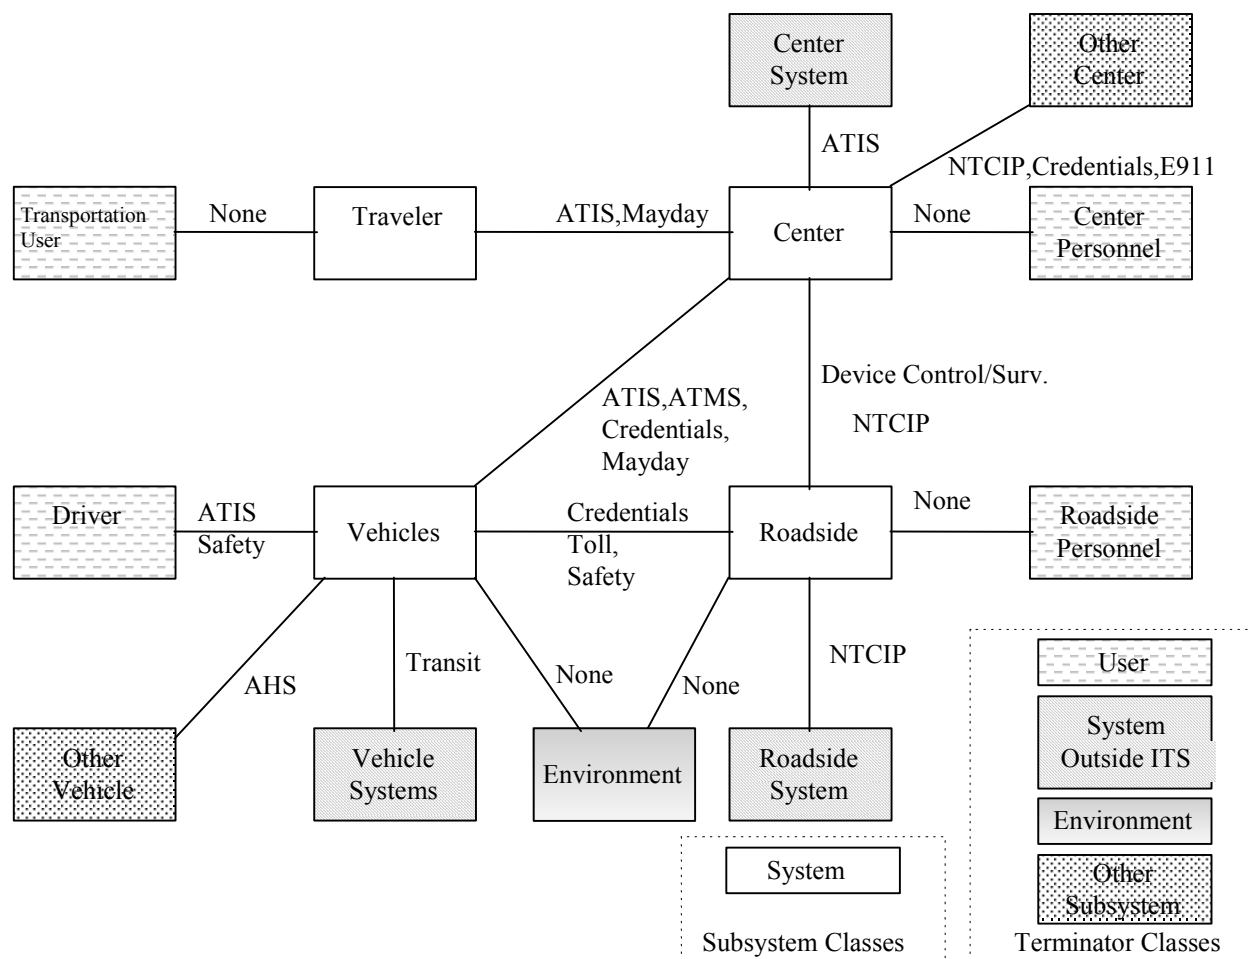 Center
System
Other
Center
ATIS
NTCIP,Credentials,E911
Transportation
User
None
Traveler
ATIS,Mayday
Center
None
Center
Personnel
Device Control/Surv.
NTCIP
ATIS,ATMS,
Credentials,
Mayday
Driver
ATIS
Safety
Vehicles
Credentials
Toll,
Safety
Roadside
None
Roadside
Personnel
AHS
Transit
None
None
NTCIP
Other
Vehicle
Vehicle
Systems
Environment
Roadside
System
User
System
Outside ITS
Environment
Other
Subsystem
Terminator Classes
System
Subsystem Classes